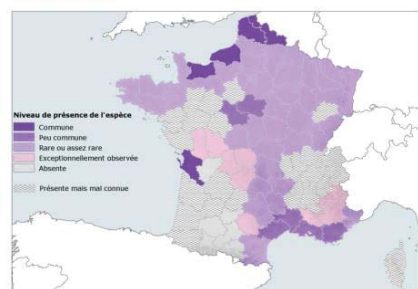 Niveau de présence de l'espèce
Commune
Peu commune
Rare ou assez rare
Exceptionnellement observée
Absente
Présente mais mal connue